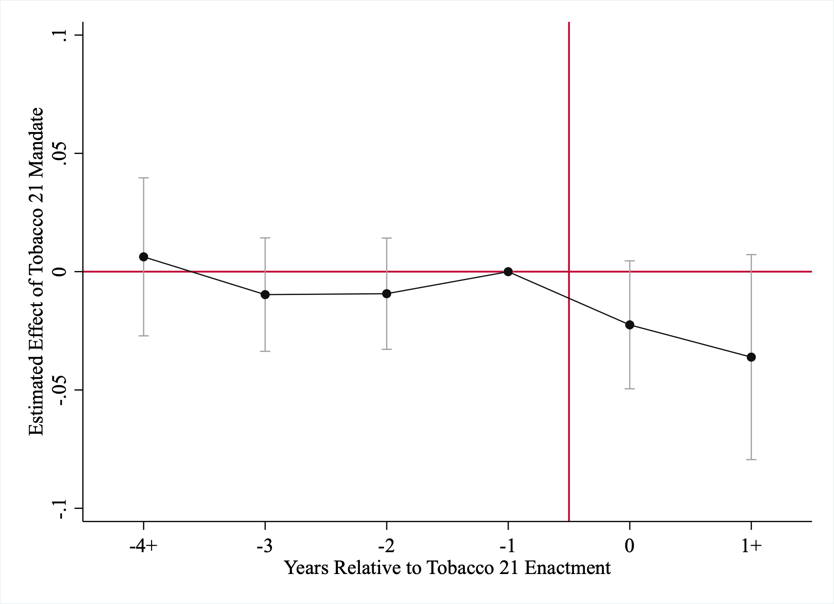 Estimated Effect of Tobacco 21 Mandate
.1
.05
0
-.05
-.1
-4+ -3 -2 -1 0 1+
Years Relative to Tobacco 21 Enactment